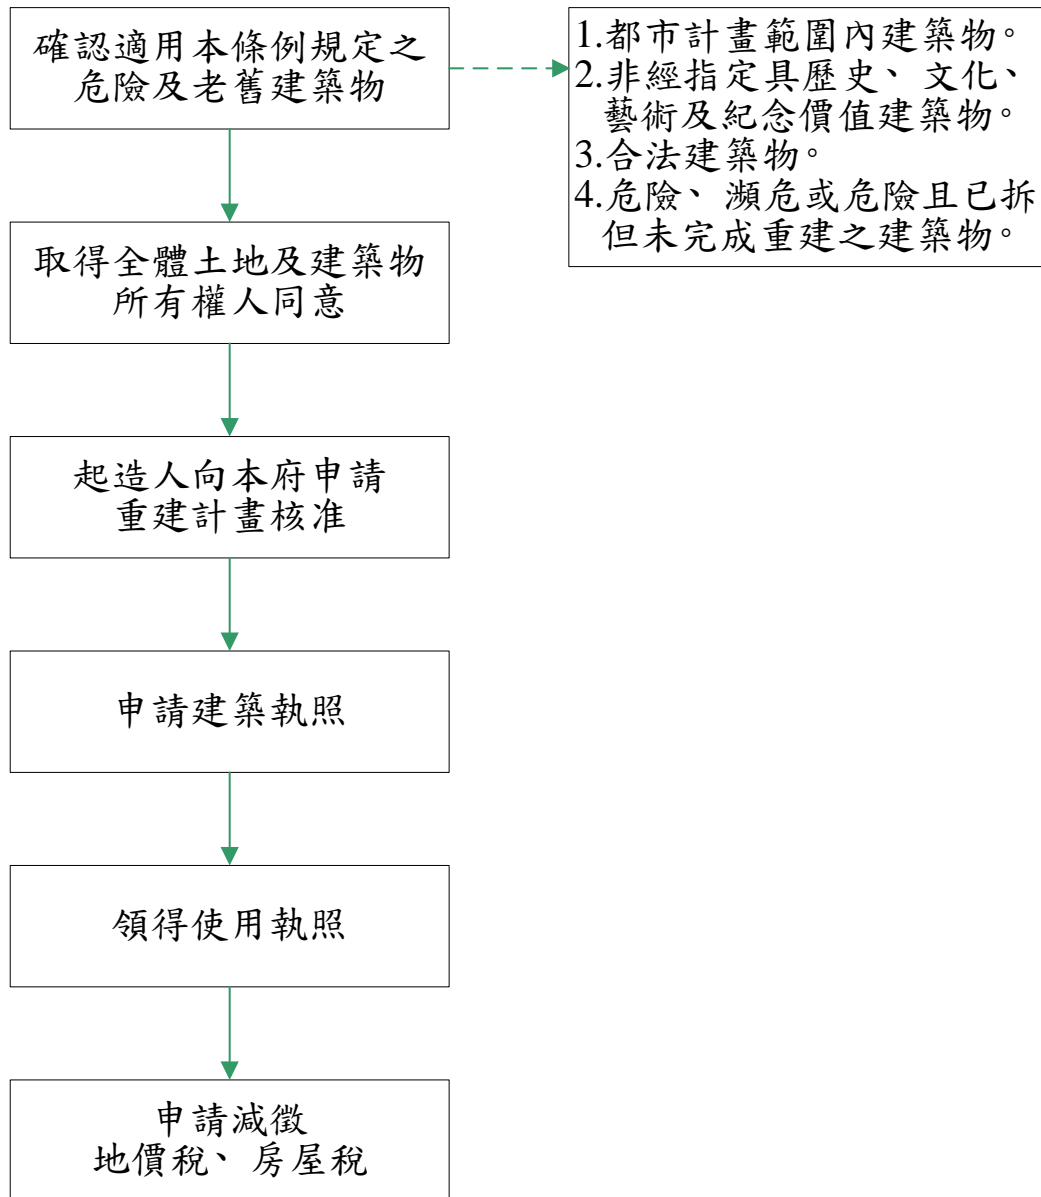 確認適用本條例規定之
危險及老舊建築物
1.都市計畫範圍內建築物。
2.非經指定具歷史、文化、
藝術及紀念價值建築物。
3.合法建築物。
4.危險、瀕危或危險且已拆
但未完成重建之建築物。
取得全體土地及建築物
所有權人同意
起造人向本府申請
重建計畫核准
申請建築執照
領得使用執照
申請減徵
地價稅、房屋稅